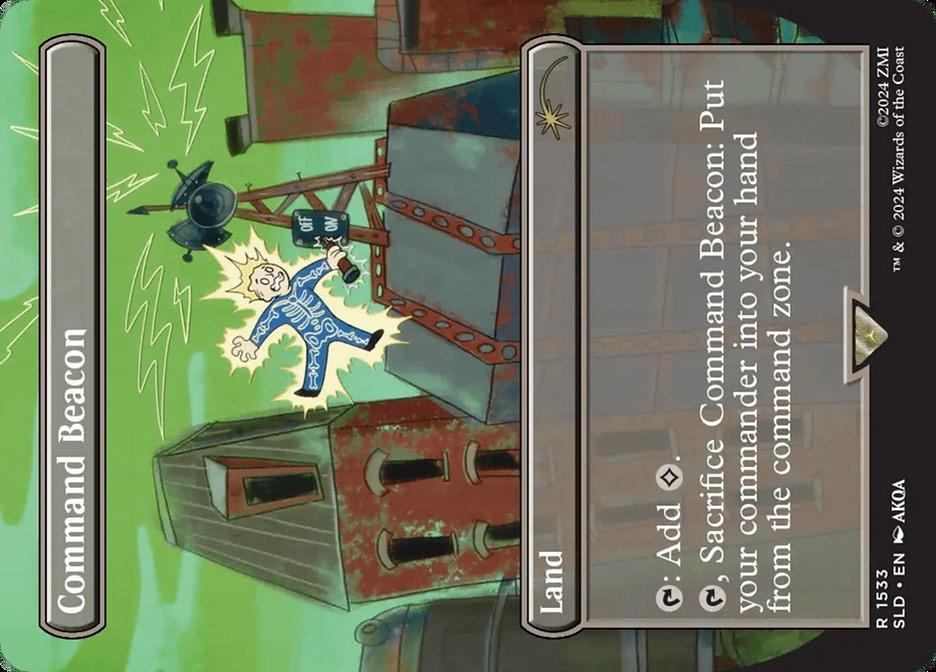 Command Beacon
OFF
ON
Land
: Add .
, Sacrifice Command Beacon: Put
your commander into your hand
from the command zone.
R 1533
SLD • EN AKQA
©2024 ZMI
™ & © 2024 Wizards of the Coast